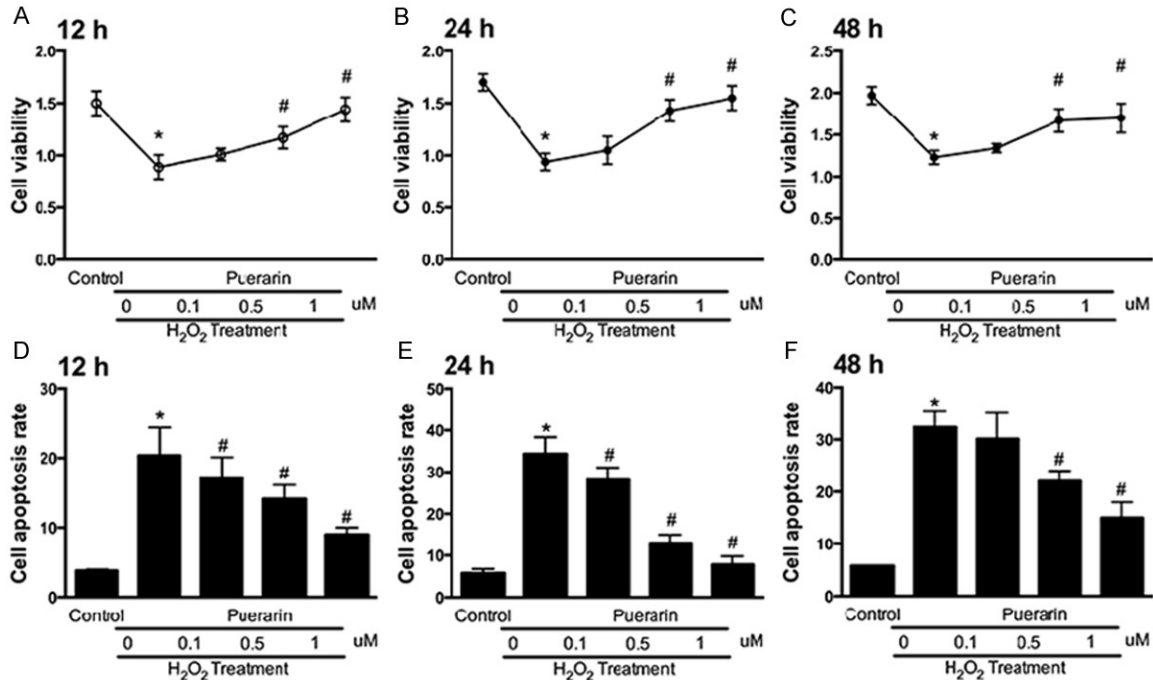 A 12 h
Cell viability
2.0
1.5
1.0
0.5
0.0
*
#
#
Control Puerarin
0 0.1 0.5 1 uM
H2O2 Treatment
B 24 h
Cell viability
2.0
1.5
1.0
0.5
0.0
*
#
#
Control Puerarin
0 0.1 0.5 1 uM
H2O2 Treatment
C 48 h
Cell viability
2.5
2.0
1.5
1.0
0.5
0.0
*
#
#
Control Puerarin
0 0.1 0.5 1 uM
H2O2 Treatment
D 12 h
Cell apoptosis rate
30
20
10
0
*
#
#
#
Control Puerarin
0 0.1 0.5 1 uM
H2O2 Treatment
E 24 h
Cell apoptosis rate
50
40
30
20
10
0
*
#
#
#
Control Puerarin
0 0.1 0.5 1 uM
H2O2 Treatment
F 48 h
Cell apoptosis rate
40
30
20
10
0
*
#
#
Control Puerarin
0 0.1 0.5 1 uM
H2O2 Treatment